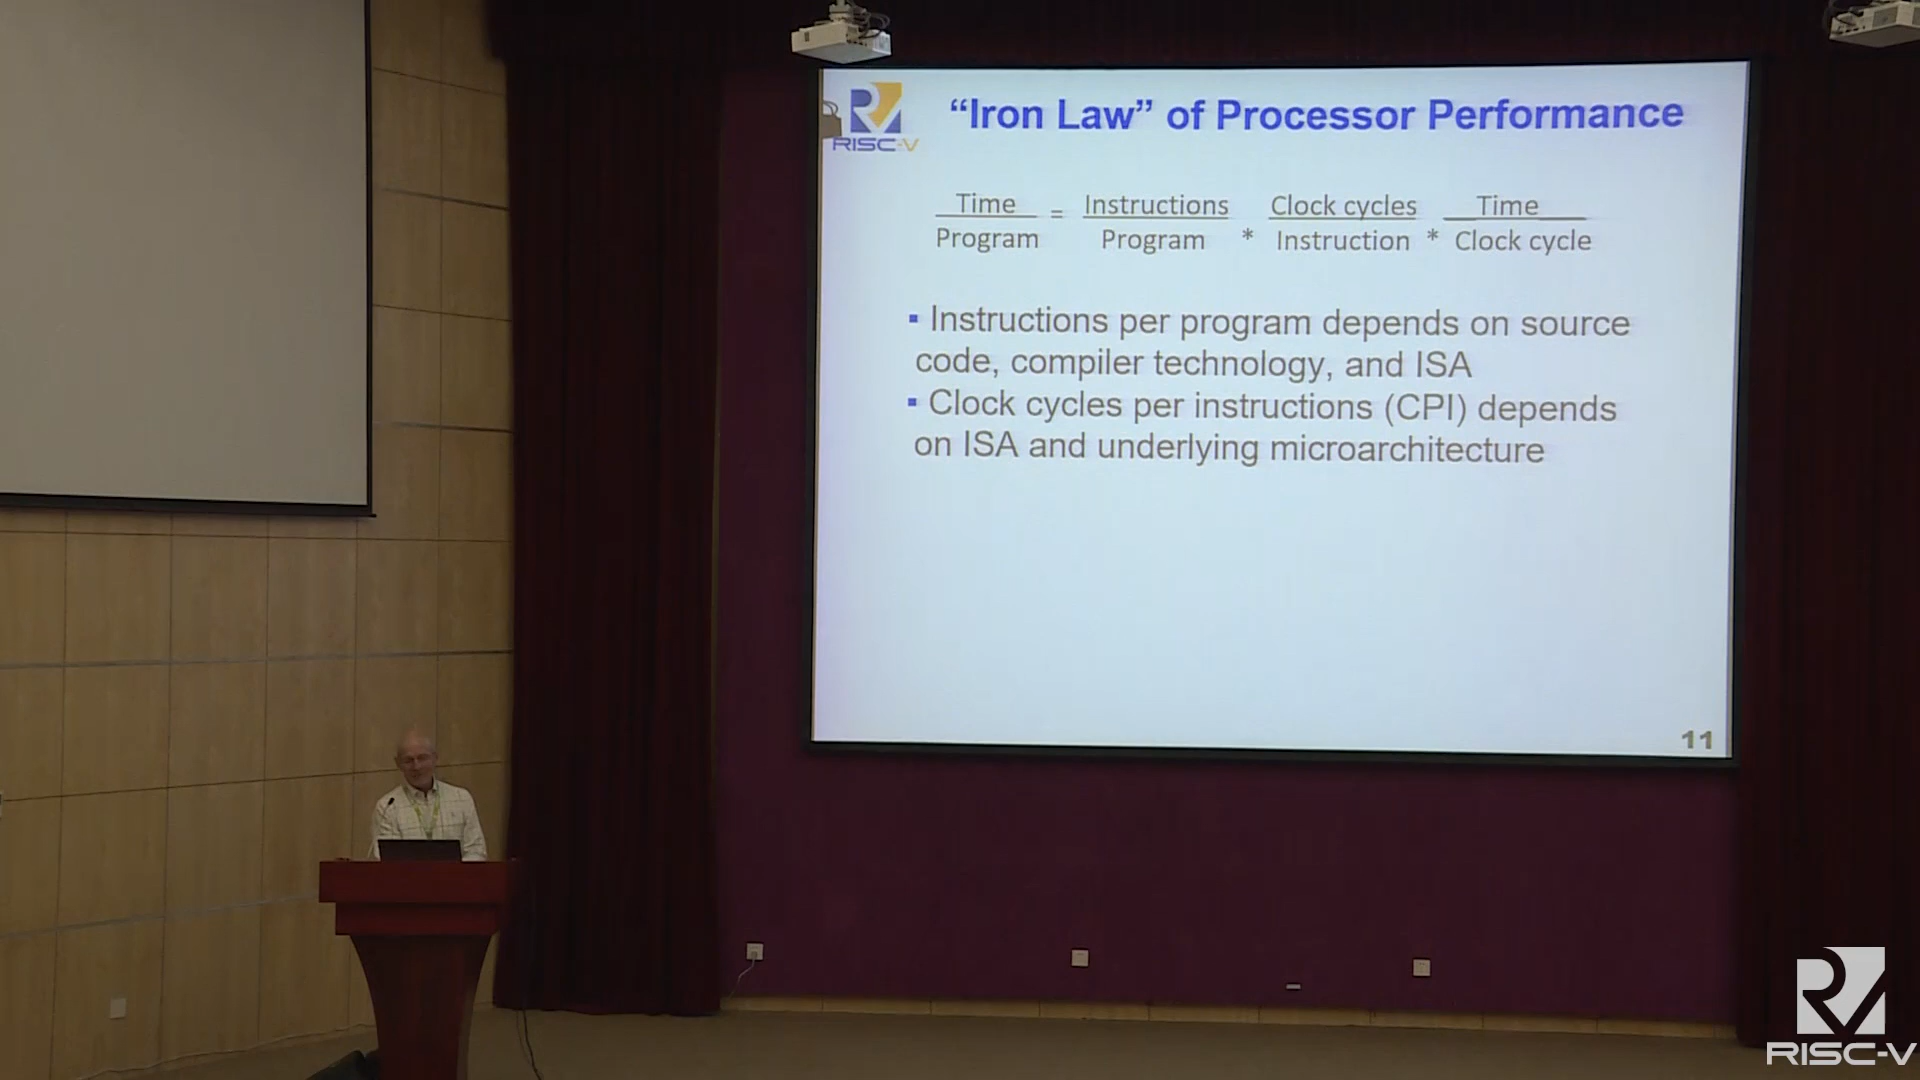 RISC-V
“Iron Law” of Processor Performance
Time = Instructions Clock cycles Time
Program Program * Instruction * Clock cycle
▪ Instructions per program depends on source
code, compiler technology, and ISA
▪ Clock cycles per instructions (CPI) depends
on ISA and underlying microarchitecture
11
RISC-V